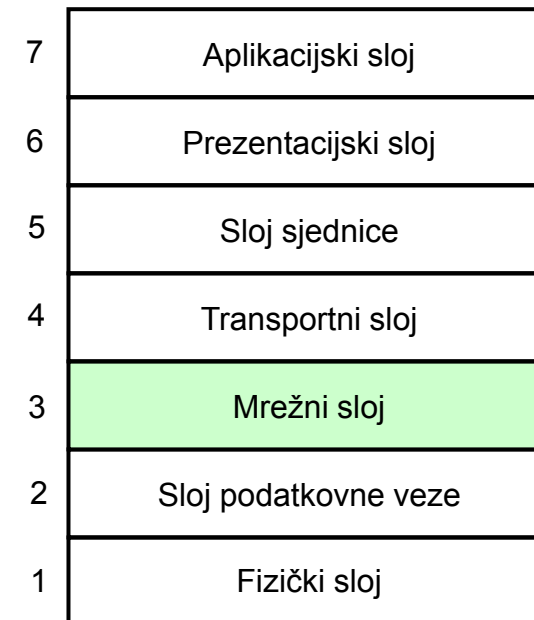 7 Aplikacijski sloj
6 Prezentacijski sloj
5 Sloj sjednice
4 Transportni sloj
3 Mrežni sloj
2 Sloj podatkovne veze
1 Fizički sloj